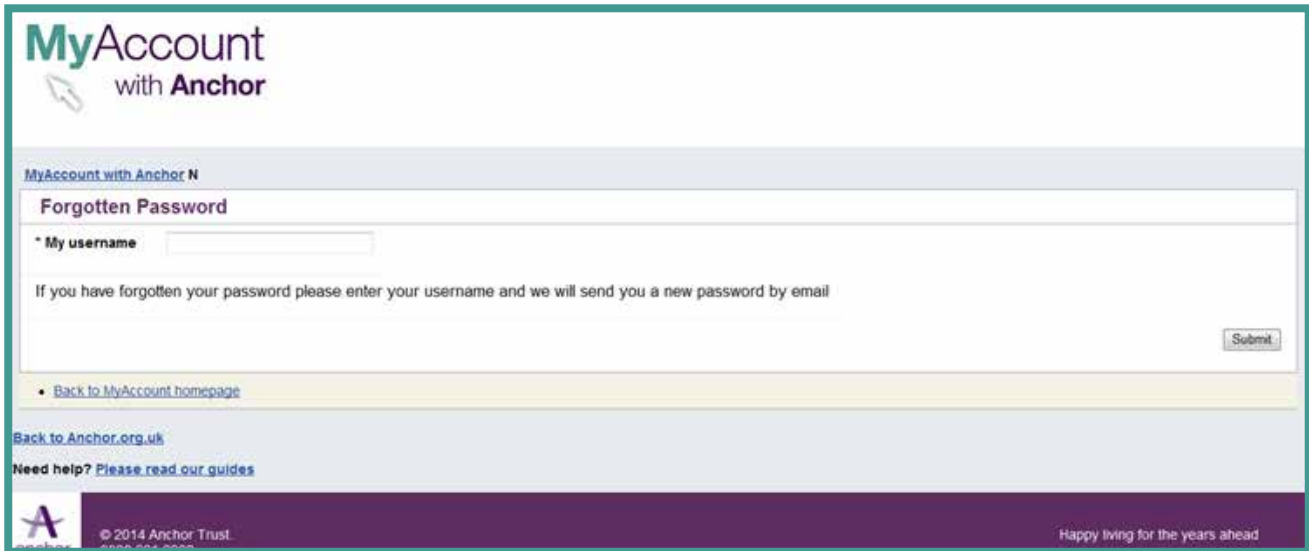 MyAccount
with Anchor
MyAccount with Anchor N
Forgotten Password
* My username
If you have forgotten your password please enter your username and we will send you a new password by email
Submit
• Back to MyAccount homepage
Back to Anchor.org.uk
Need help? Please read our guides
© 2014 Anchor Trust.
Happy living for the years ahead